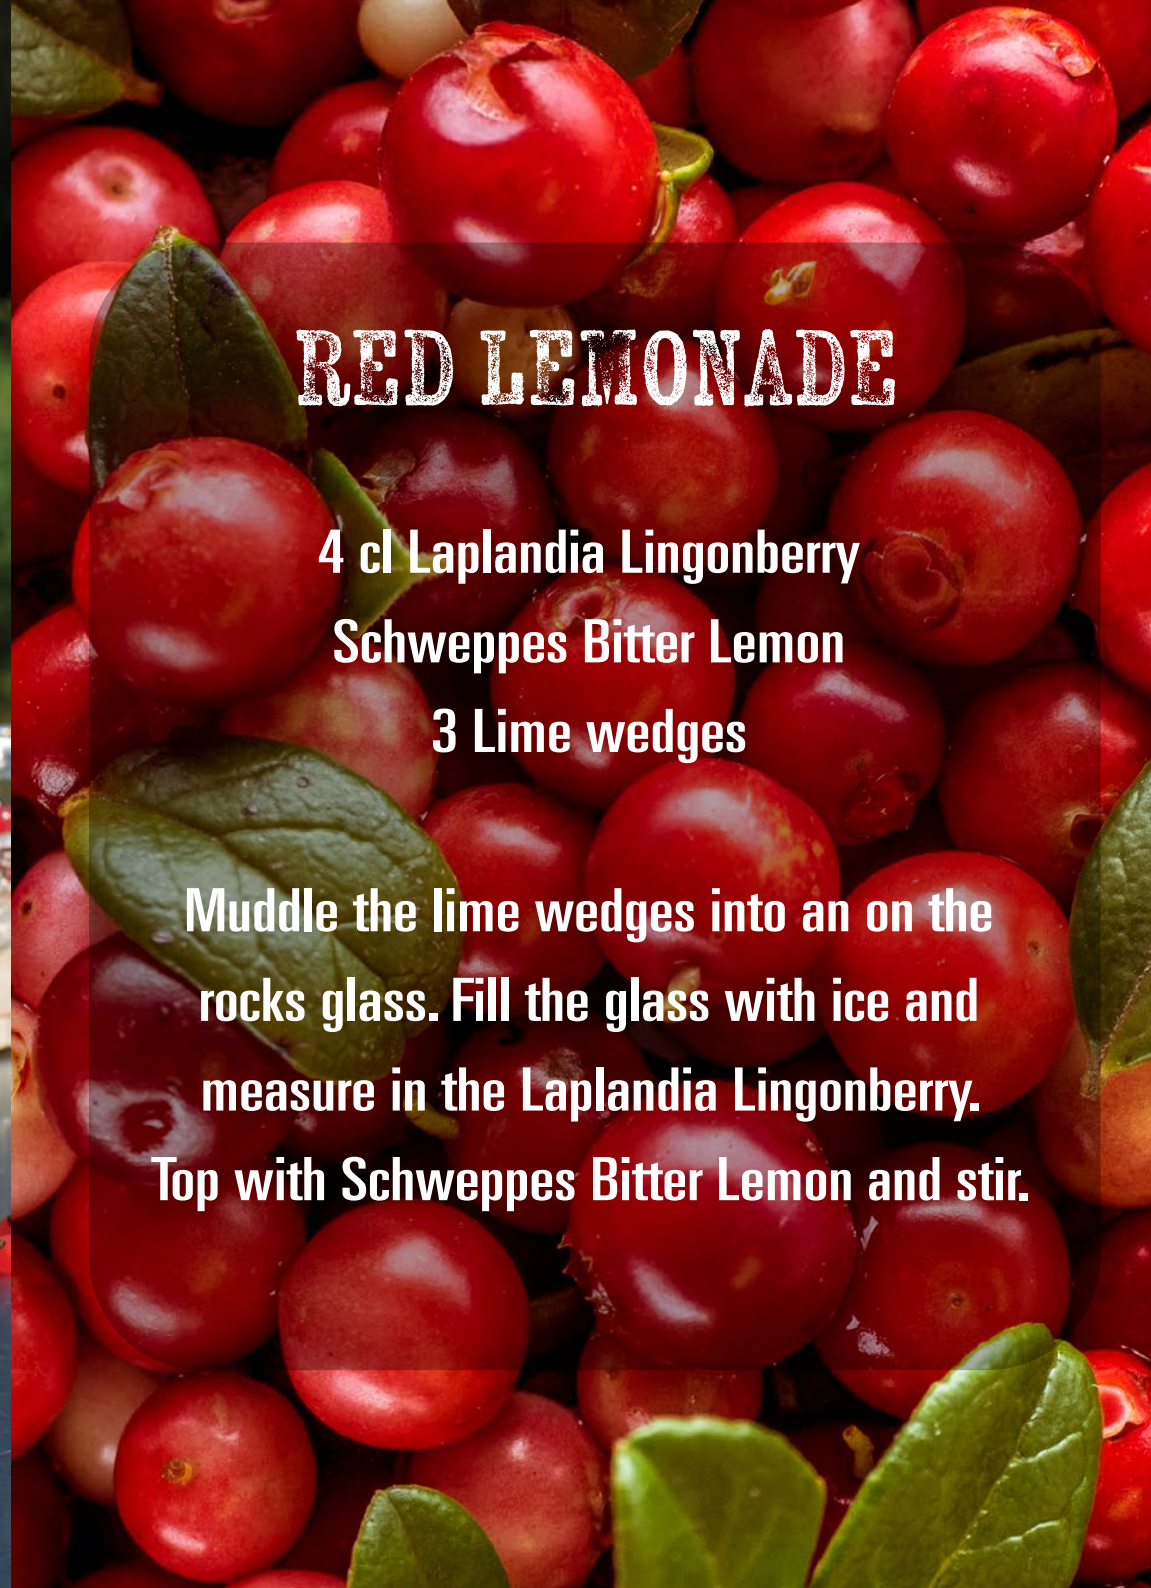 RED LEMONADE
4 cl Laplandia Lingonberry
Schweppes Bitter Lemon
3 Lime wedges
Muddle the lime wedges into an on the
rocks glass. Fill the glass with ice and
measure in the Laplandia Lingonberry.
Top with Schweppes Bitter Lemon and stir.